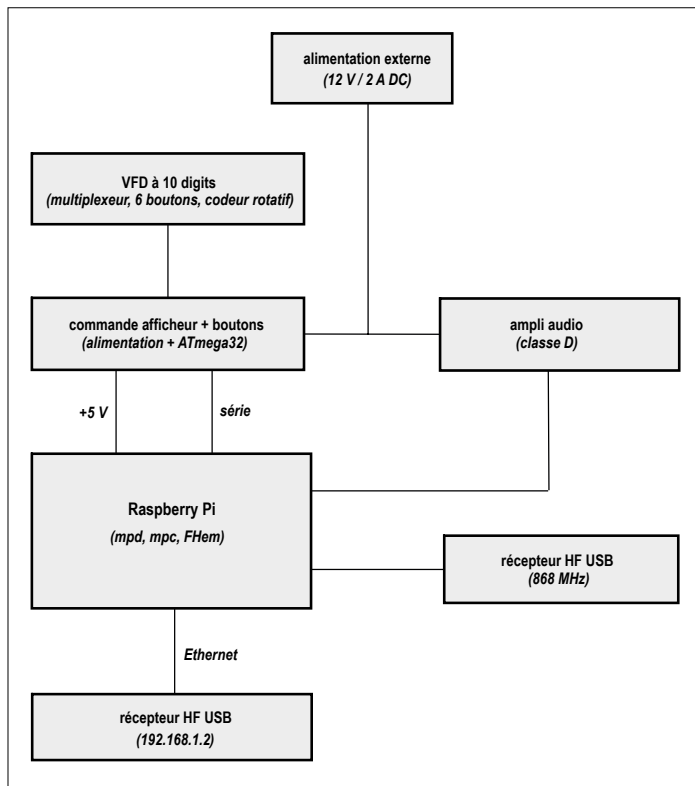 alimentation externe
(12 V / 2 A DC)
VFD à 10 digits
(multiplexeur, 6 boutons, codeur rotatif)
commande afficheur + boutons
(alimentation + ATmega32)
ampli audio
(classe D)
+5 V
série
Raspberry Pi
(mpd, mpc, FHem)
récepteur HF USB
(868 MHz)
Ethernet
récepteur HF USB
(192.168.1.2)